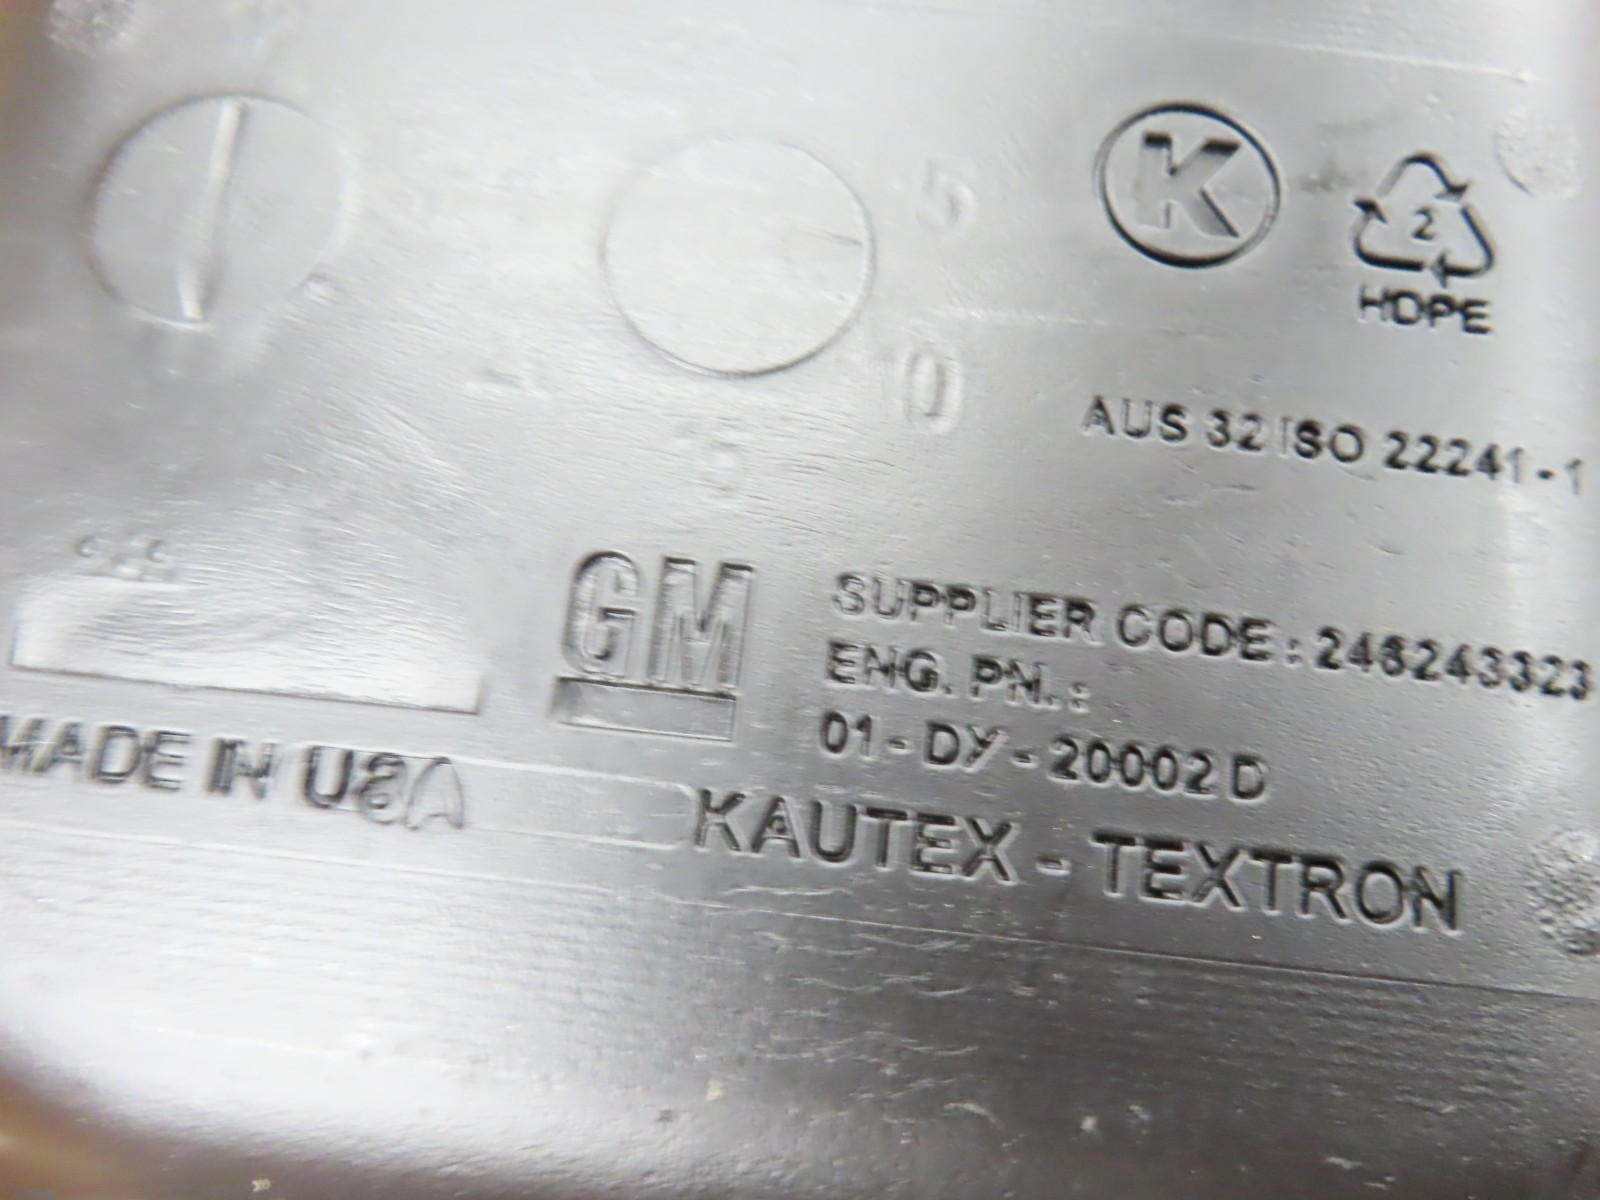 K
2
HDPE
5
10
AUS 32 ISO 22241-1
GM
SUPPLIER CODE: 246243323
ENG. PN. :
01 - DY - 20002 D
MADE IN USA
KAUTEX - TEXTRON